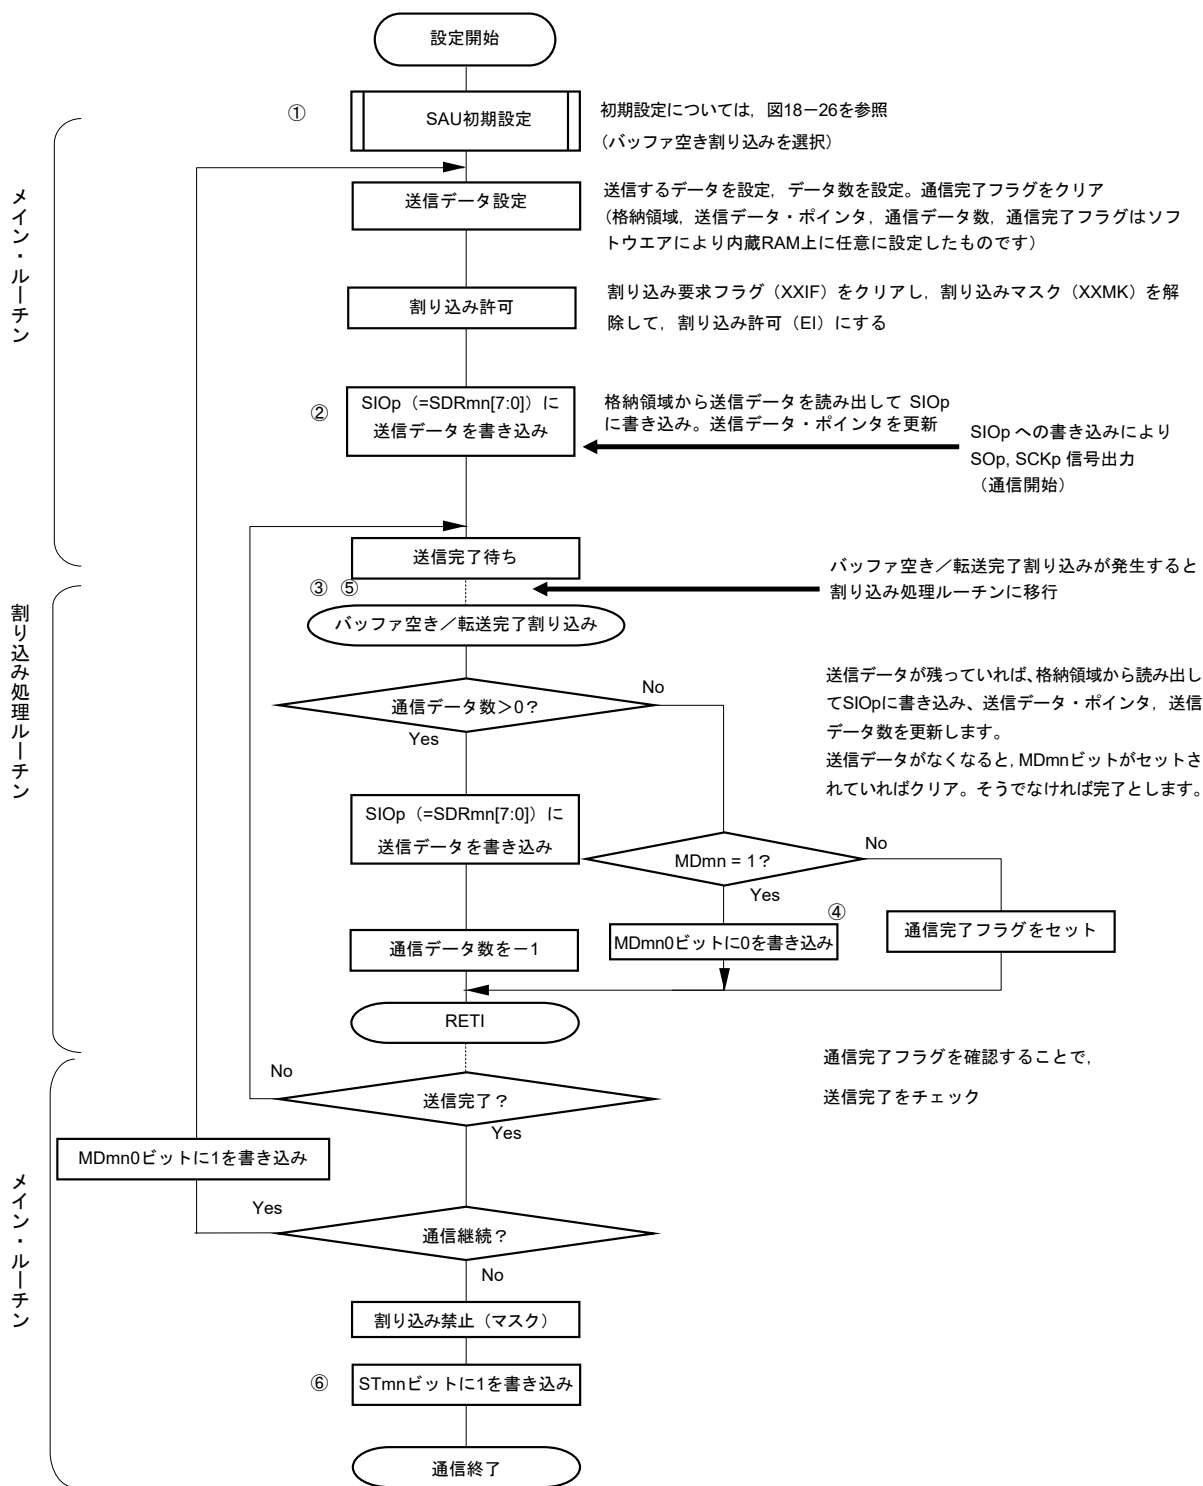 設定開始
①
SAU初期設定
初期設定については，図18－26を参照
（バッファ空き割り込みを選択）
メイン・ルーチン
送信データ設定
送信するデータを設定，データ数を設定。通信完了フラグをクリア
（格納領域，送信データ・ポインタ，通信データ数，通信完了フラグはソフ
トウエアにより内蔵RAM上に任意に設定したものです）
割り込み許可
割り込み要求フラグ（XXIF）をクリアし，割り込みマスク（XXMK）を解
除して，割り込み許可（EI）にする
②
SIOp（=SDRmn[7:0]）に
送信データを書き込み
格納領域から送信データを読み出して SIOp
に書き込み。送信データ・ポインタを更新
SIOp への書き込みにより
SOp, SCKp 信号出力
（通信開始）
送信完了待ち
③ ⑤
バッファ空き／転送完了割り込みが発生すると
割り込み処理ルーチンに移行
割り込み処理ルーチン
バッファ空き／転送完了割り込み
通信データ数＞0？
No
Yes
送信データが残っていれば、格納領域から読み出し
てSIOpに書き込み、送信データ・ポインタ，送信
データ数を更新します。
送信データがなくなると，MDmnビットがセットさ
れていればクリア。そうでなければ完了とします。
SIOp（=SDRmn[7:0]）に
送信データを書き込み
MDmn = 1？
No
Yes
④
通信データ数を－1
MDmn0ビットに0を書き込み
通信完了フラグをセット
RETI
通信完了フラグを確認することで，
送信完了をチェック
No
送信完了？
Yes
メイン・ルーチン
MDmn0ビットに1を書き込み
Yes
通信継続？
No
割り込み禁止（マスク）
⑥
STmnビットに1を書き込み
通信終了